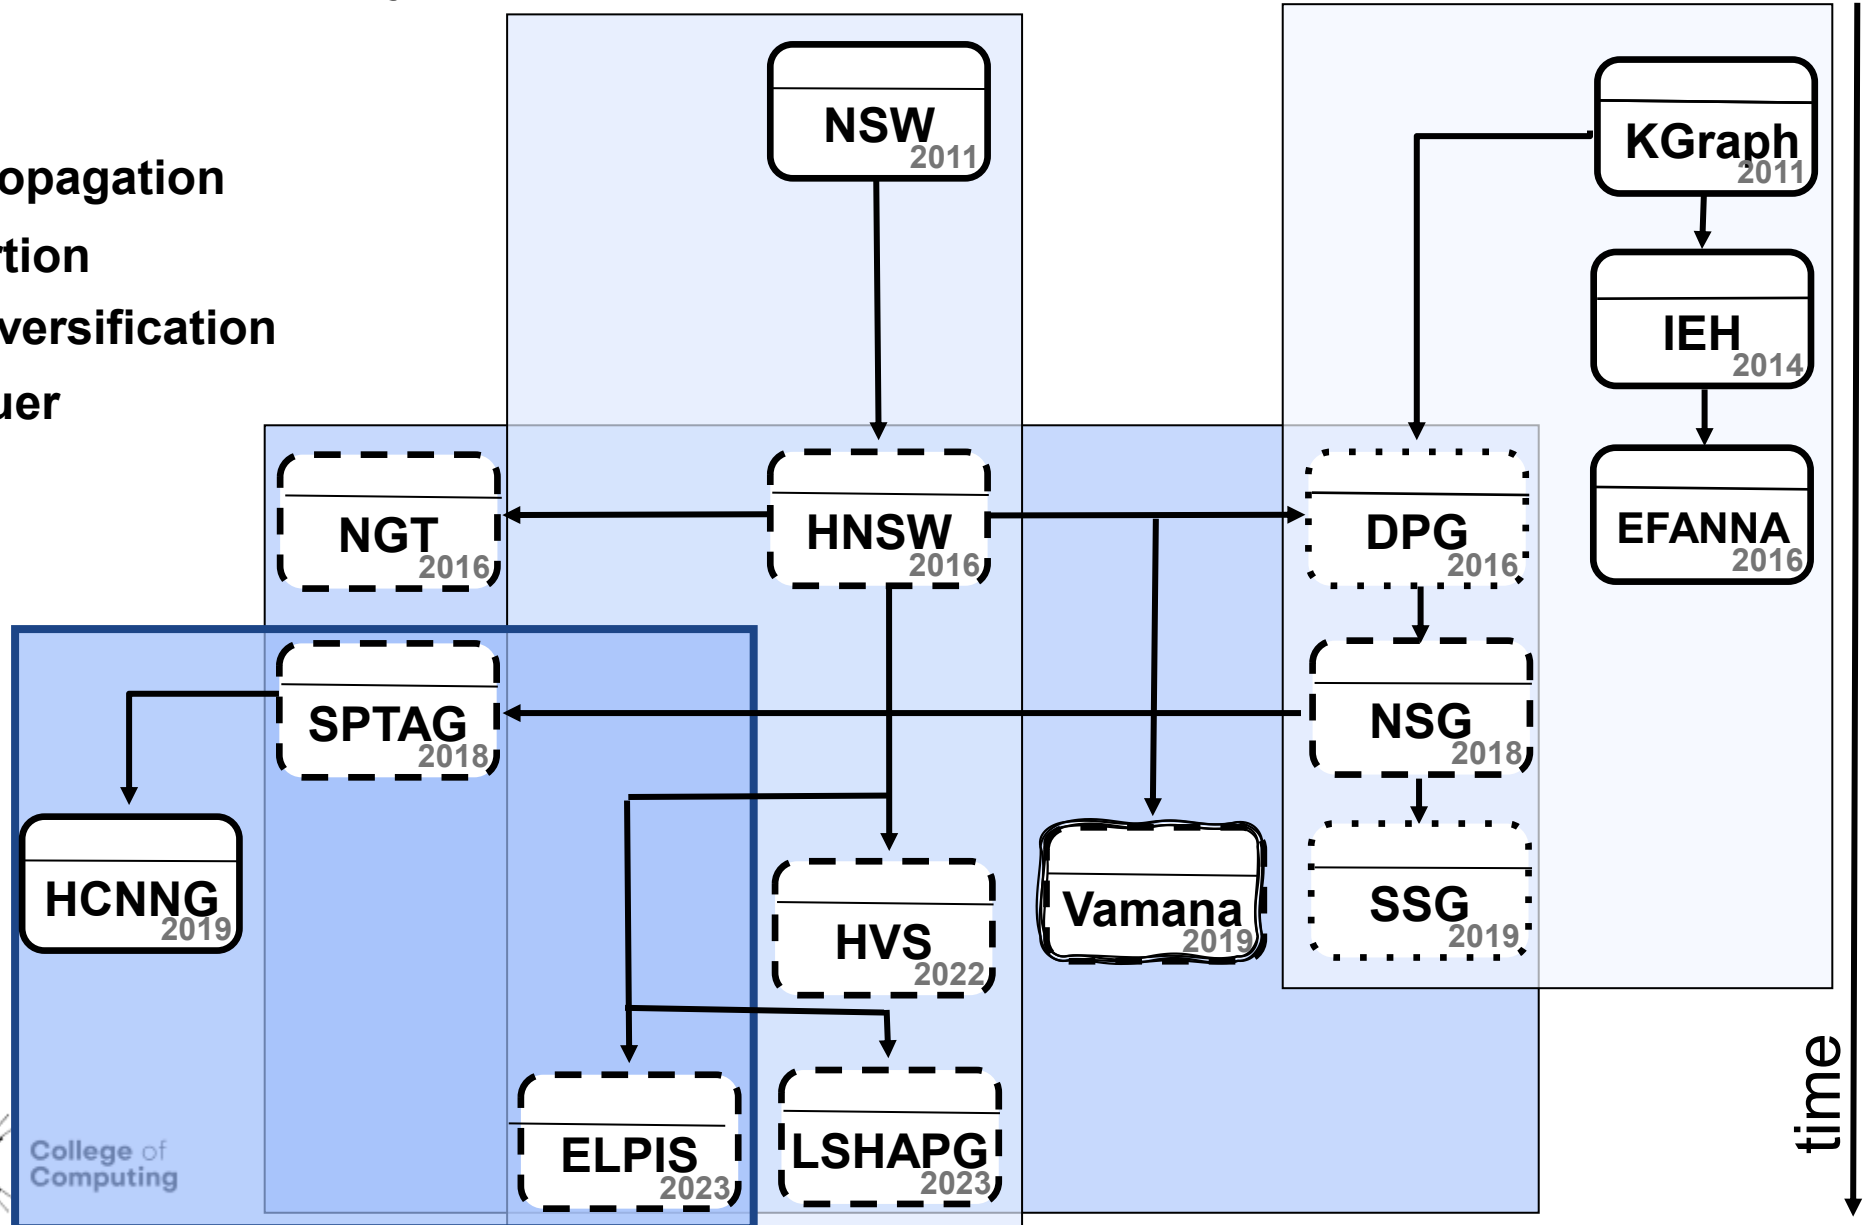 NSW
2011
KGraph
2011
opagation
rtion
versification
uer
IEH
2014
NGT
2016
HNSW
2016
DPG
2016
EFANNA
2016
SPTAG
2018
NSG
2018
HCNNG
2019
HVS
2022
Vamana
2019
SSG
2019
ELPIS
2023
LSHAPG
2023
time
College of
Computing